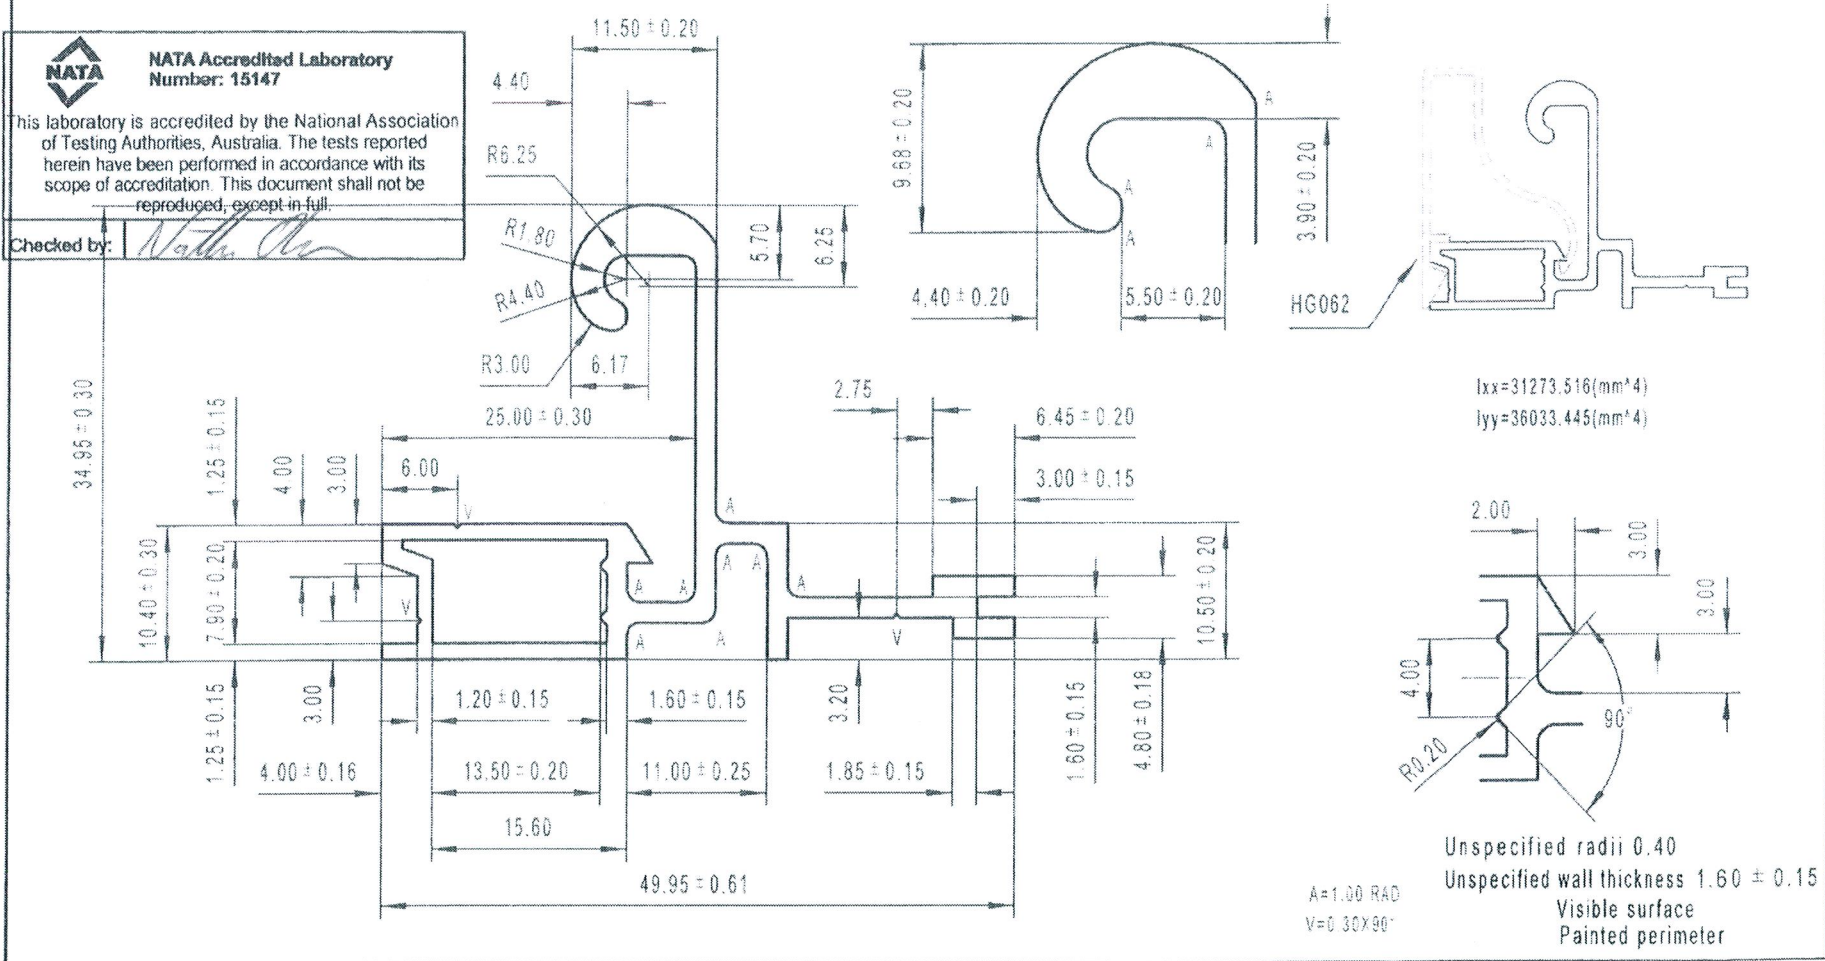 NATA
NATA Accredited Laboratory
Number: 15147
This laboratory is accredited by the National Association
of Testing Authorities, Australia. The tests reported
herein have been performed in accordance with its
scope of accreditation. This document shall not be
reproduced, except in full.
Checked by:
11.50 ± 0.20
4.40
R6.25
R1.80
R4.40
R3.00
6.17
5.70
6.25
9.68 ± 0.20
3.90 ± 0.20
A
A
A
A
4.40 ± 0.20
5.50 ± 0.20
HG062
Ixx=31273.516(mm^4)
Iyy=36033.445(mm^4)
34.95 ± 0.30
25.00 ± 0.30
6.00
1.25 ± 0.15
4.00
3.00
10.40 ± 0.30
7.90 ± 0.20
2.75
6.45 ± 0.20
3.00 ± 0.15
V
A
A
A
A
A
A
V
A
A
V
10.50 ± 0.20
1.25 ± 0.15
3.00
1.20 ± 0.15
1.60 ± 0.15
3.20
1.60 ± 0.15
4.80 ± 0.18
4.00 ± 0.16
13.50 ± 0.20
11.00 ± 0.25
1.85 ± 0.15
15.60
49.95 ± 0.61
2.00
3.00
3.00
4.00
90°
R0.20
A=1.00 RAD
V=0.30X90°
Unspecified radii 0.40
Unspecified wall thickness 1.60 ± 0.15
Visible surface
Painted perimeter